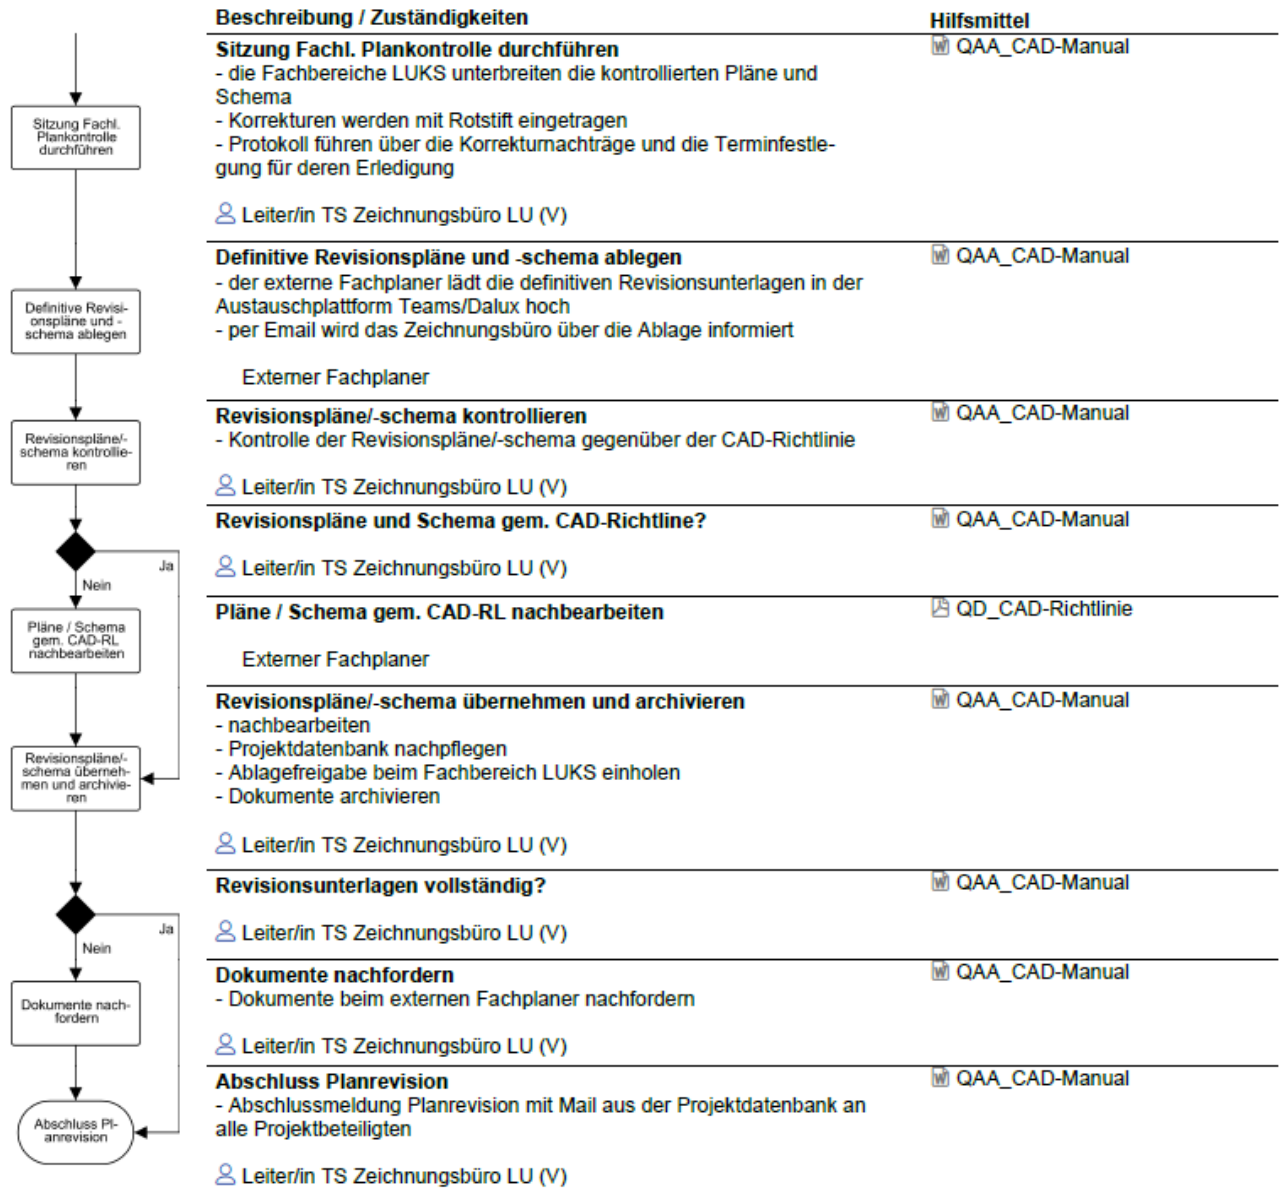 Beschreibung / Zuständigkeiten
Hilfsmittel
Sitzung Fachl.
Plankontrolle
durchführen
Sitzung Fachl. Plankontrolle durchführen
- die Fachbereiche LUKS unterbreiten die kontrollierten Pläne und
Schema
- Korrekturen werden mit Rotstift eingetragen
- Protokoll führen über die Korrekturnachträge und die Terminfestle-
gung für deren Erledigung
Leiter/in TS Zeichnungsbüro LU (V)
QAA_CAD-Manual
Definitive Revisi-
onspläne und -
schema ablegen
Definitive Revisionspläne und -schema ablegen
- der externe Fachplaner lädt die definitiven Revisionsunterlagen in der
Austauschplattform Teams/Dalux hoch
- per Email wird das Zeichnungsbüro über die Ablage informiert
Externer Fachplaner
QAA_CAD-Manual
Revisionspläne/-
schema kontrollie-
ren
Revisionspläne/-schema kontrollieren
- Kontrolle der Revisionspläne/-schema gegenüber der CAD-Richtlinie
Leiter/in TS Zeichnungsbüro LU (V)
QAA_CAD-Manual
Ja
Nein
Revisionspläne und Schema gem. CAD-Richtline?
Leiter/in TS Zeichnungsbüro LU (V)
QAA_CAD-Manual
Pläne / Schema
gem. CAD-RL
nachbearbeiten
Pläne / Schema gem. CAD-RL nachbearbeiten
Externer Fachplaner
QD_CAD-Richtlinie
Revisionspläne/-
schema überneh-
men und archivie-
ren
Revisionspläne/-schema übernehmen und archivieren
- nachbearbeiten
- Projektdatenbank nachpflegen
- Ablagefreigabe beim Fachbereich LUKS einholen
- Dokumente archivieren
Leiter/in TS Zeichnungsbüro LU (V)
QAA_CAD-Manual
Ja
Nein
Revisionsunterlagen vollständig?
Leiter/in TS Zeichnungsbüro LU (V)
QAA_CAD-Manual
Dokumente nach-
fordern
Dokumente nachfordern
- Dokumente beim externen Fachplaner nachfordern
Leiter/in TS Zeichnungsbüro LU (V)
QAA_CAD-Manual
Abschluss Pl-
anrevision
Abschluss Planrevision
- Abschlussmeldung Planrevision mit Mail aus der Projektdatenbank an
alle Projektbeteiligten
Leiter/in TS Zeichnungsbüro LU (V)
QAA_CAD-Manual